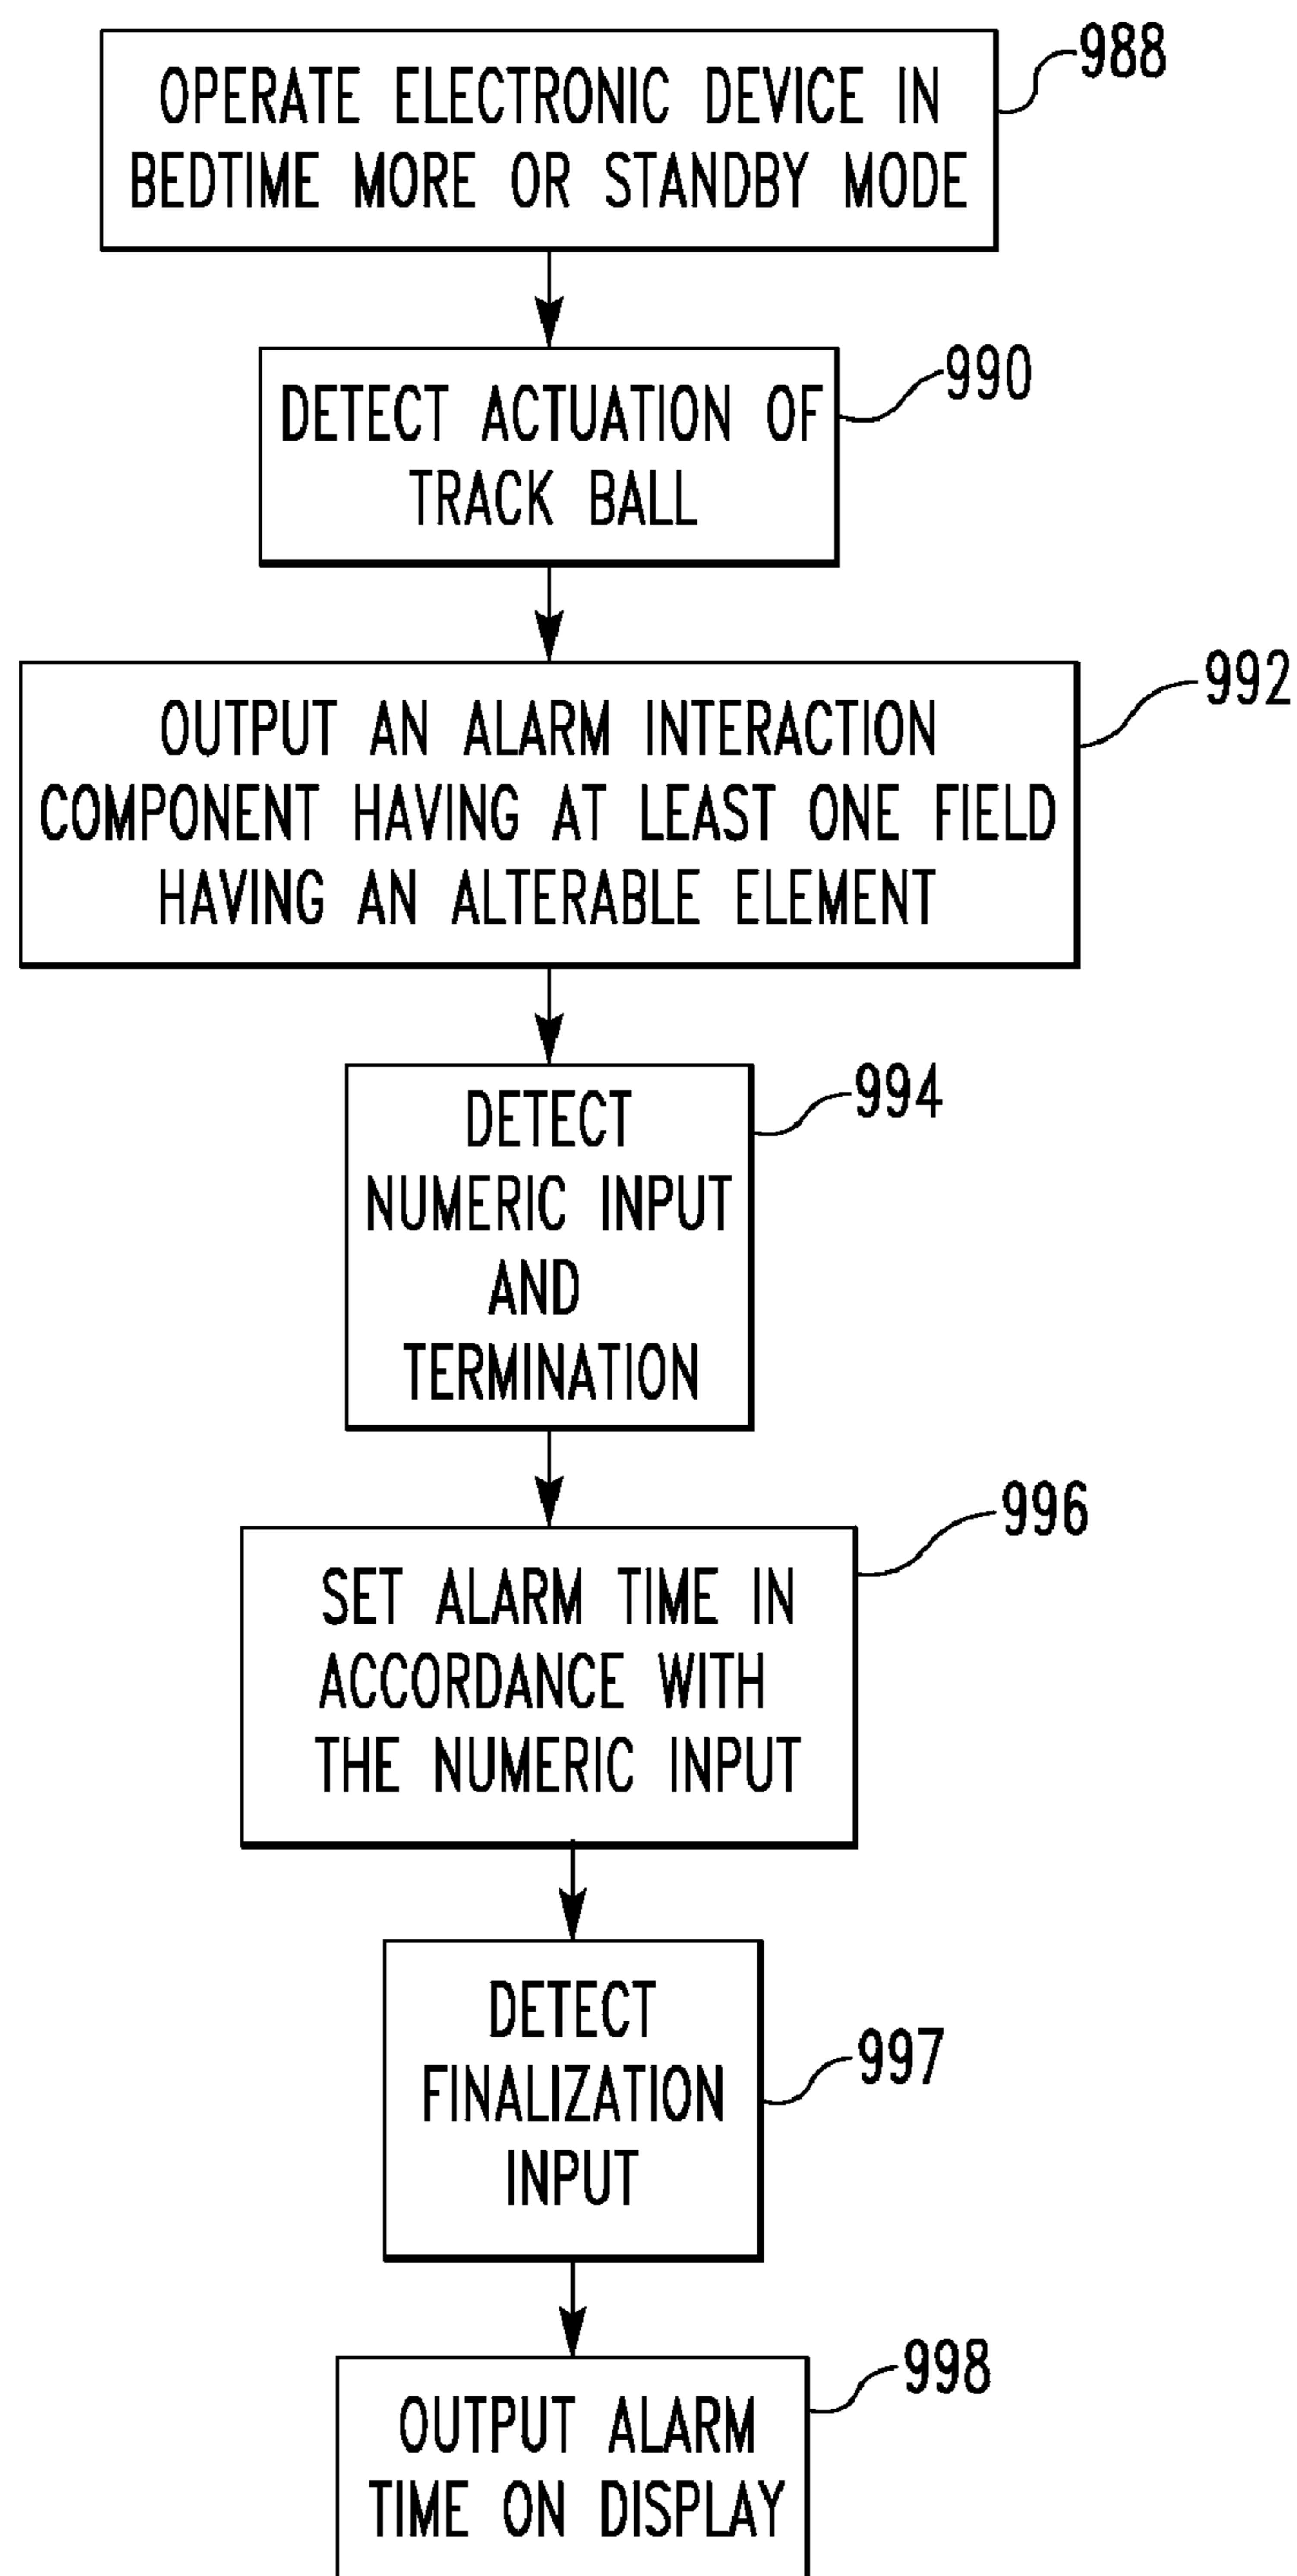 OPERATE ELECTRONIC DEVICE IN
BEDTIME MORE OR STANDBY MODE
988
DETECT ACTUATION OF
TRACK BALL
990
OUTPUT AN ALARM INTERACTION
COMPONENT HAVING AT LEAST ONE FIELD
HAVING AN ALTERABLE ELEMENT
992
DETECT
NUMERIC INPUT
AND
TERMINATION
994
SET ALARM TIME IN
ACCORDANCE WITH
THE NUMERIC INPUT
996
DETECT
FINALIZATION
INPUT
997
OUTPUT ALARM
TIME ON DISPLAY
998